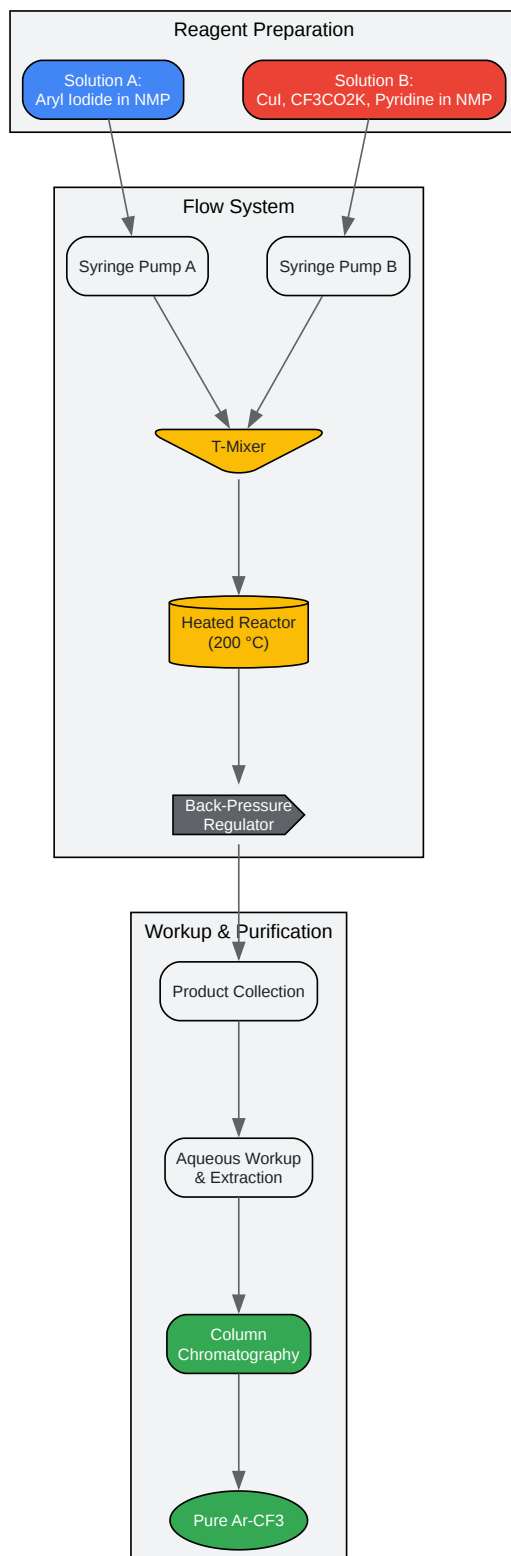 Reagent Preparation
Solution A:
Aryl Iodide in NMP
Solution B:
CuI, CF3CO2K, Pyridine in NMP
Flow System
Syringe Pump A
Syringe Pump B
T-Mixer
Heated Reactor
(200 °C)
Back-Pressure
Regulator
Workup & Purification
Product Collection
Aqueous Workup
& Extraction
Column
Chromatography
Pure Ar-CF3